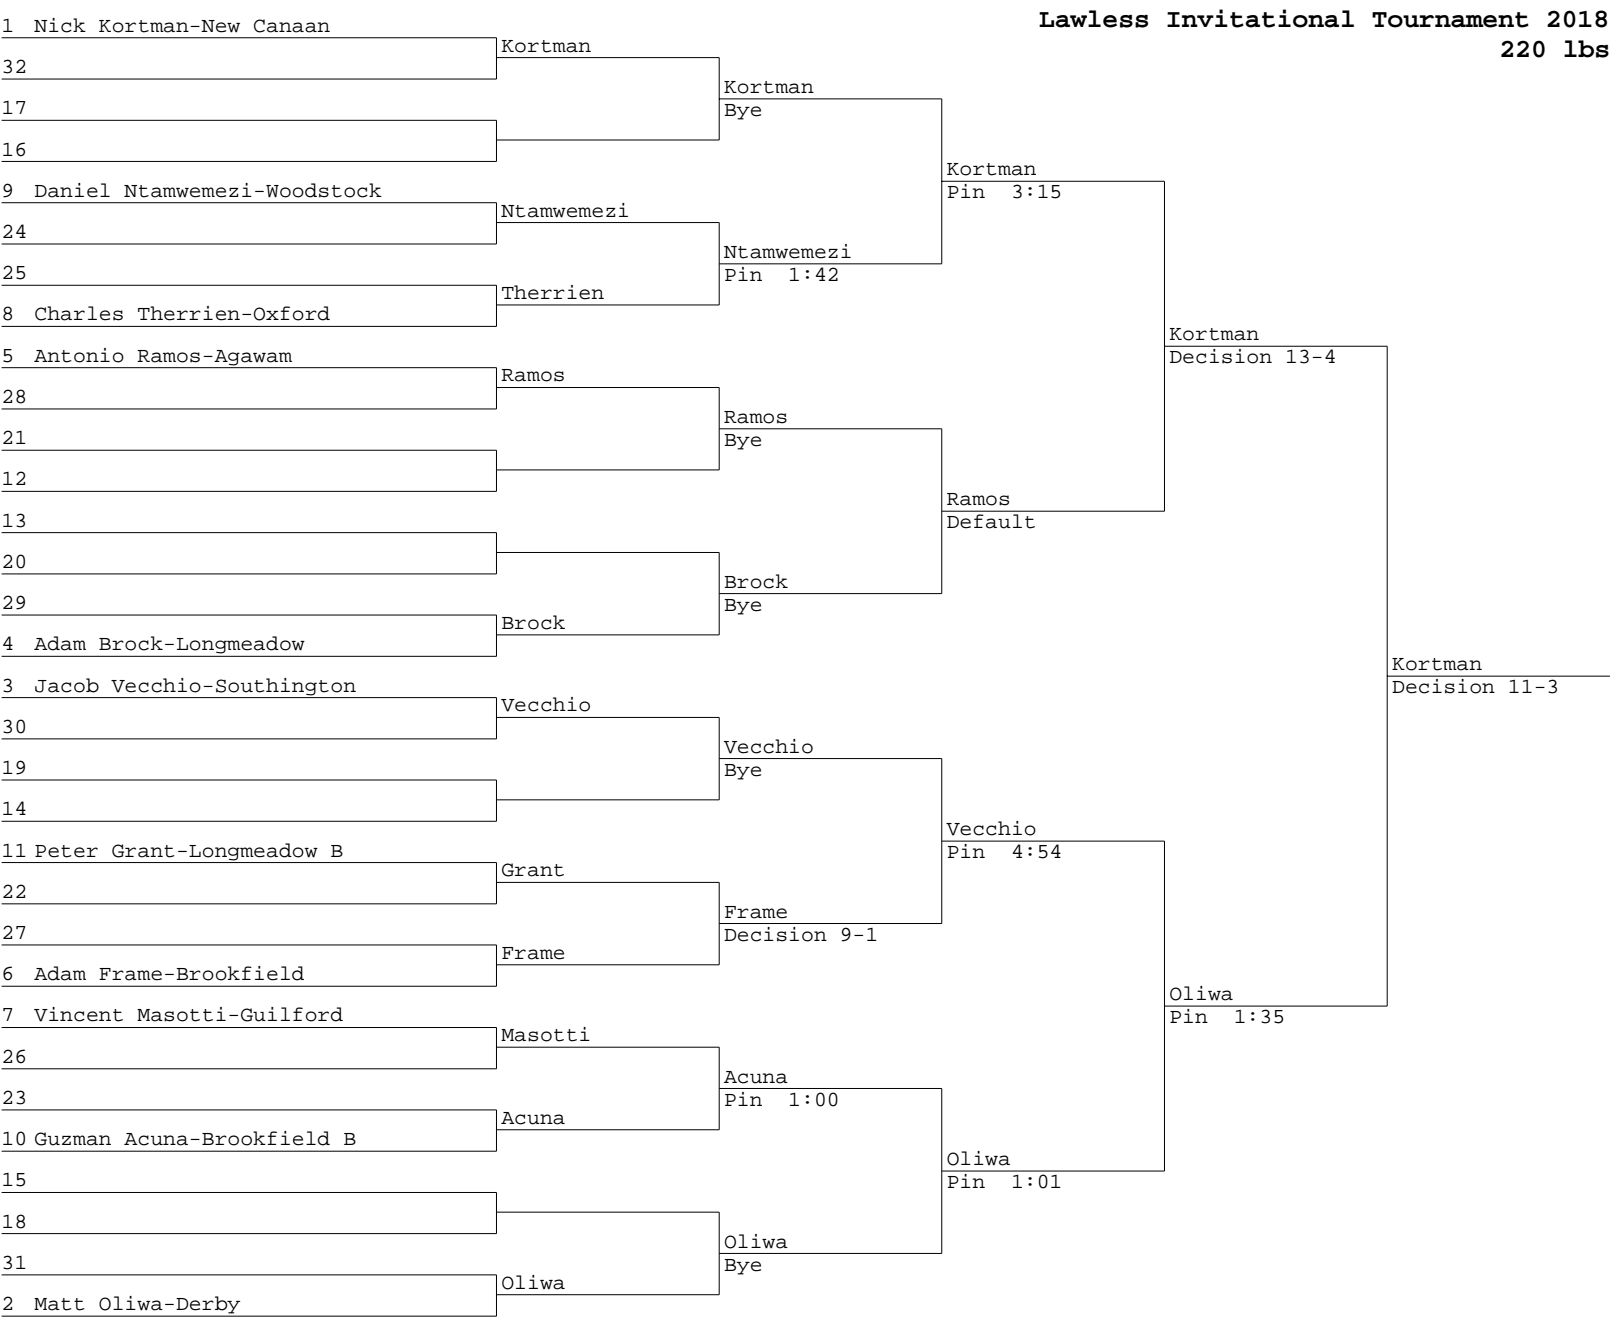 Lawless Invitational Tournament 2018
220 lbs
1 Nick Kortman-New Canaan
32
17
16
9 Daniel Ntamwemezi-Woodstock
24
25
8 Charles Therrien-Oxford
5 Antonio Ramos-Agawam
28
21
12
13
20
29
4 Adam Brock-Longmeadow
3 Jacob Vecchio-Southington
30
19
14
11 Peter Grant-Longmeadow B
22
27
6 Adam Frame-Brookfield
7 Vincent Masotti-Guilford
26
23
10 Guzman Acuna-Brookfield B
15
18
31
2 Matt Oliwa-Derby
Kortman
Ntamwemezi
Therrien
Ramos
Brock
Vecchio
Grant
Frame
Masotti
Acuna
Oliwa
Kortman
Bye
Ntamwemezi
Pin 1:42
Ramos
Bye
Brock
Bye
Vecchio
Bye
Frame
Decision 9-1
Acuna
Pin 1:00
Oliwa
Bye
Kortman
Pin 3:15
Ramos
Default
Vecchio
Pin 4:54
Oliwa
Pin 1:01
Kortman
Decision 13-4
Oliwa
Pin 1:35
Kortman
Decision 11-3